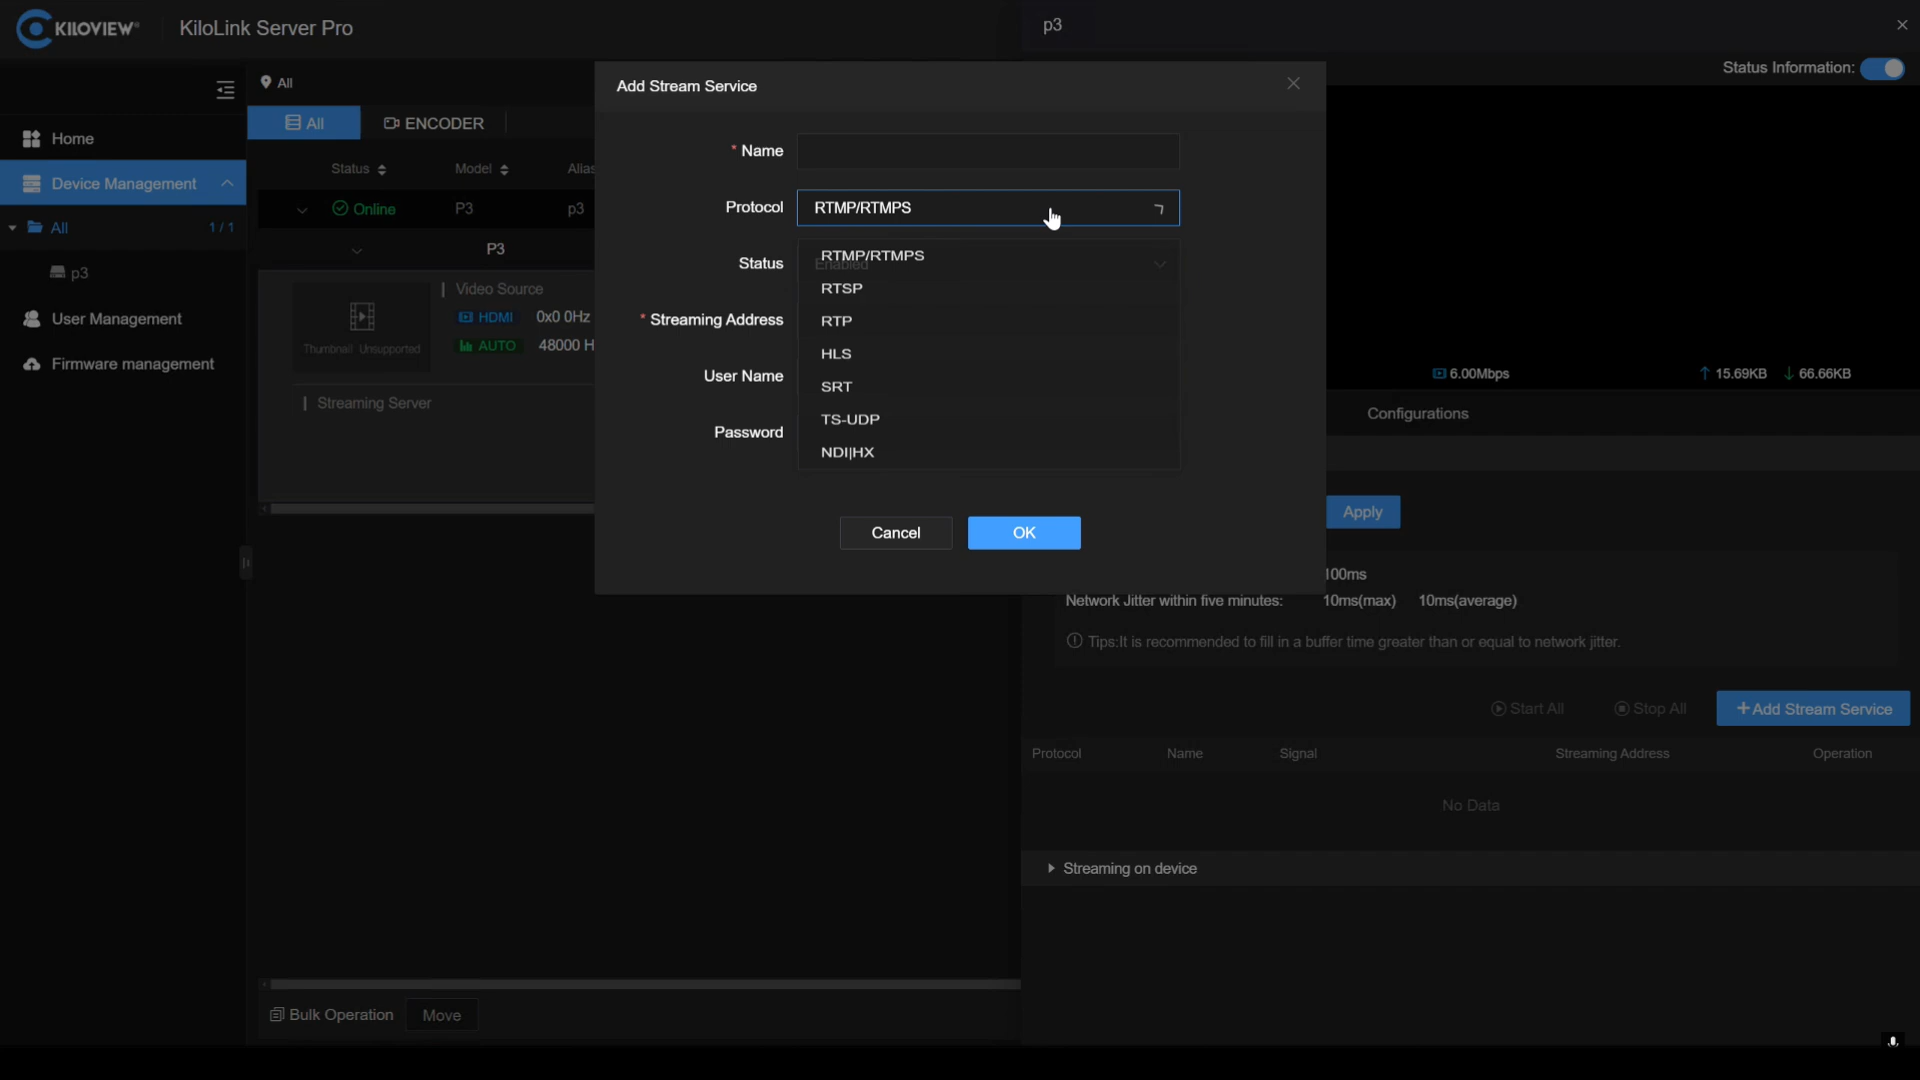 KILOVIEW®
KiloLink Server Pro
p3
Status Information:
Home
Device Management
All
1 / 1
p3
User Management
Firmware management
All
All
ENCODER
Status
Model
Alias
Online
P3
p3
P3
Thumbnail Unsupported
Video Source
HDMI
0x0 0Hz
AUTO
48000 H
Streaming Server
Bulk Operation
Move
Add Stream Service
* Name
Protocol
RTMP/RTMPS
Status
Enabled
RTMP/RTMPS
RTSP
* Streaming Address
RTP
HLS
User Name
SRT
TS-UDP
Password
NDI|HX
Cancel
OK
6.00Mbps
15.69KB
66.66KB
Configurations
Apply
100ms
Network Jitter within five minutes:
10ms(max)
10ms(average)
Tips:It is recommended to fill in a buffer time greater than or equal to network jitter.
Start All
Stop All
+Add Stream Service
Protocol
Name
Signal
Streaming Address
Operation
No Data
Streaming on device